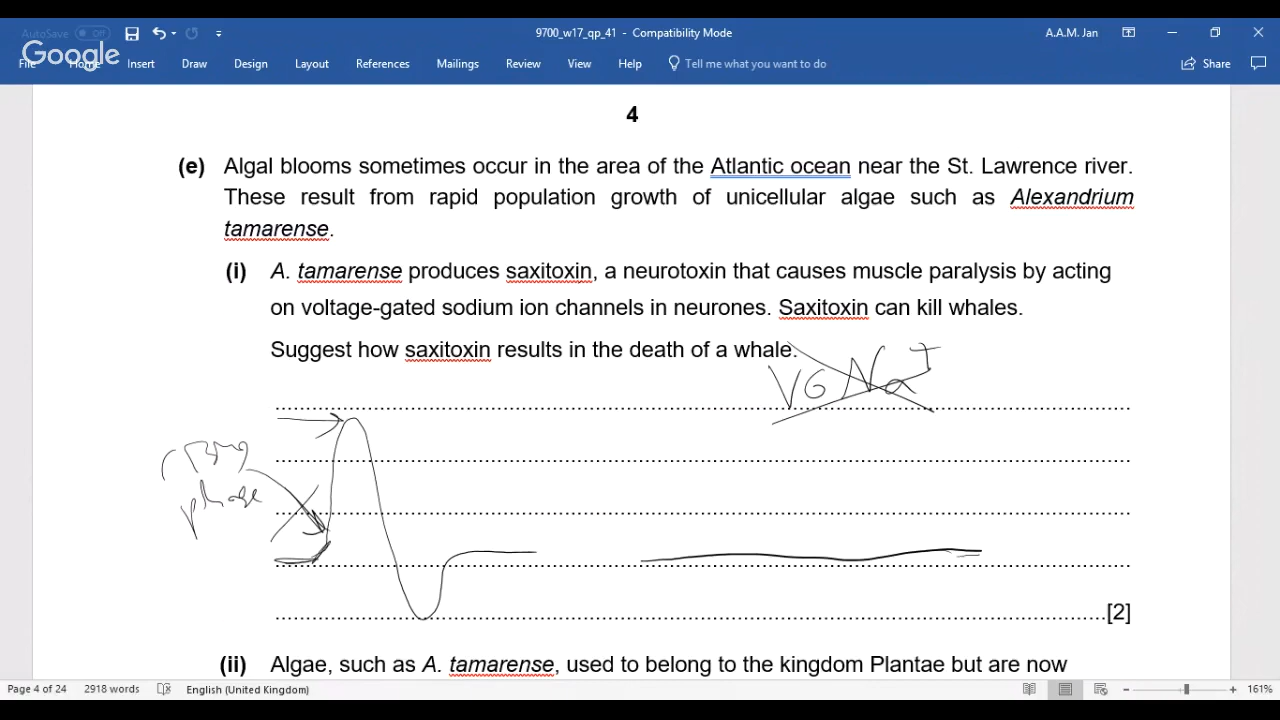 AutoSave Off
9700_w17_qp_41 - Compatibility Mode
A.A.M. Jan
Google
File Home Insert Draw Design Layout References Mailings Review View Help Tell me what you want to do Share
4
(e) Algal blooms sometimes occur in the area of the Atlantic ocean near the St. Lawrence river.
These result from rapid population growth of unicellular algae such as Alexandrium
tamarense.
(i) A. tamarense produces saxitoxin, a neurotoxin that causes muscle paralysis by acting
on voltage-gated sodium ion channels in neurones. Saxitoxin can kill whales.
Suggest how saxitoxin results in the death of a whale.
VG Na+
phase
[2]
(ii) Algae, such as A. tamarense, used to belong to the kingdom Plantae but are now
Page 4 of 24 2918 words English (United Kingdom) 161%